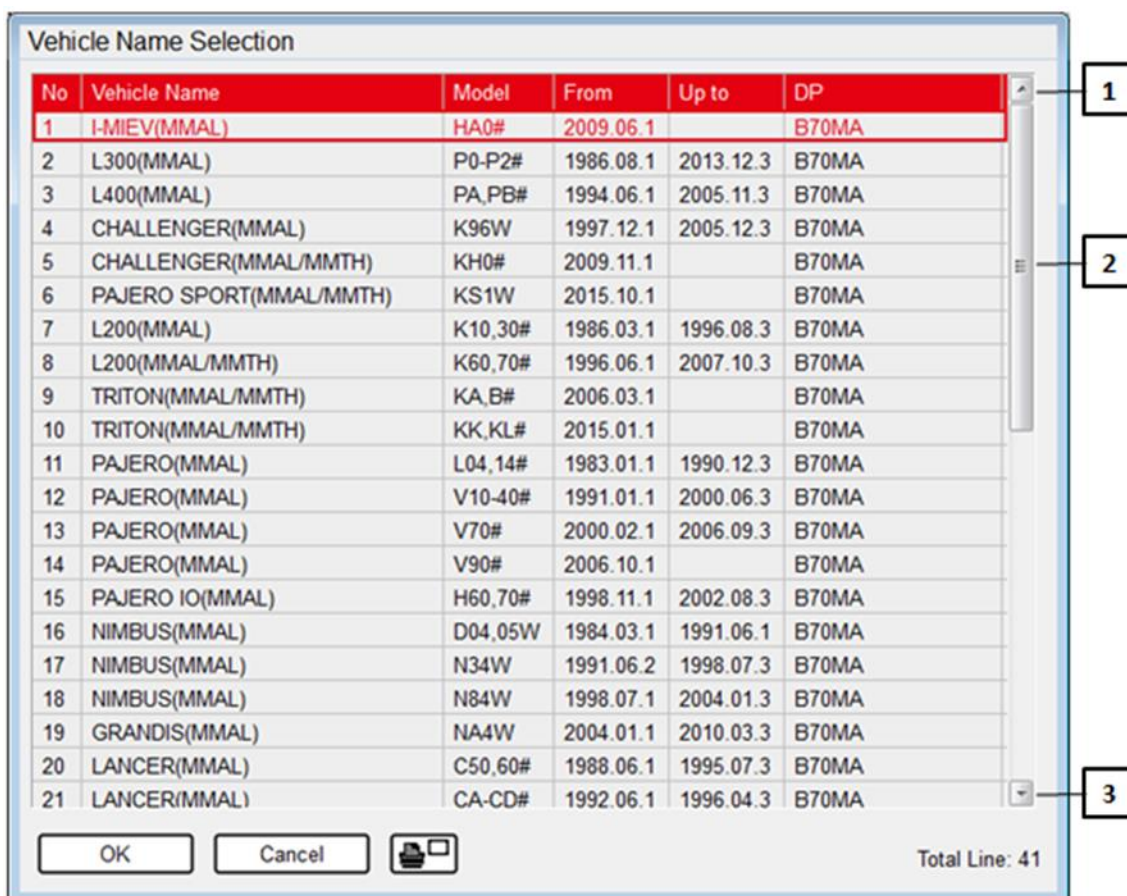 Vehicle Name Selection
No Vehicle Name Model From Up to DP
1 I-MIEV(MMAL) HA0# 2009.06.1 B70MA
2 L300(MMAL) P0-P2# 1986.08.1 2013.12.3 B70MA
3 L400(MMAL) PA,PB# 1994.06.1 2005.11.3 B70MA
4 CHALLENGER(MMAL) K96W 1997.12.1 2005.12.3 B70MA
5 CHALLENGER(MMAL/MMTH) KH0# 2009.11.1 B70MA
6 PAJERO SPORT(MMAL/MMTH) KS1W 2015.10.1 B70MA
7 L200(MMAL) K10,30# 1986.03.1 1996.08.3 B70MA
8 L200(MMAL/MMTH) K60,70# 1996.06.1 2007.10.3 B70MA
9 TRITON(MMAL/MMTH) KA,B# 2006.03.1 B70MA
10 TRITON(MMAL/MMTH) KK,KL# 2015.01.1 B70MA
11 PAJERO(MMAL) L04,14# 1983.01.1 1990.12.3 B70MA
12 PAJERO(MMAL) V10-40# 1991.01.1 2000.06.3 B70MA
13 PAJERO(MMAL) V70# 2000.02.1 2006.09.3 B70MA
14 PAJERO(MMAL) V90# 2006.10.1 B70MA
15 PAJERO IO(MMAL) H60,70# 1998.11.1 2002.08.3 B70MA
16 NIMBUS(MMAL) D04,05W 1984.03.1 1991.06.1 B70MA
17 NIMBUS(MMAL) N34W 1991.06.2 1998.07.3 B70MA
18 NIMBUS(MMAL) N84W 1998.07.1 2004.01.3 B70MA
19 GRANDIS(MMAL) NA4W 2004.01.1 2010.03.3 B70MA
20 LANCER(MMAL) C50,60# 1988.06.1 1995.07.3 B70MA
21 LANCER(MMAL) CA-CD# 1992.06.1 1996.04.3 B70MA
OK Cancel Total Line: 41
1
2
3